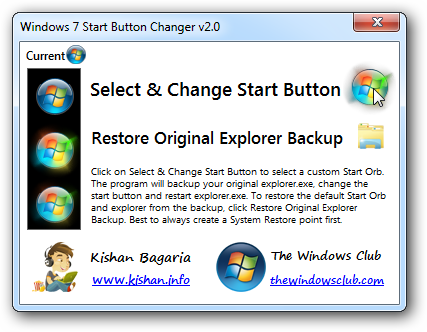 Windows 7 Start Button Changer v2.0
Current
Select & Change Start Button
Restore Original Explorer Backup
Click on Select & Change Start Button to select a custom Start Orb.
The program will backup your original explorer.exe, change the
start button and restart explorer.exe. To restore the default Start Orb
and explorer from the backup, click Restore Original Explorer
Backup. Best to always create a System Restore point first.
Kishan Bagaria
www.kishan.info
The Windows Club
thewindowsclub.com